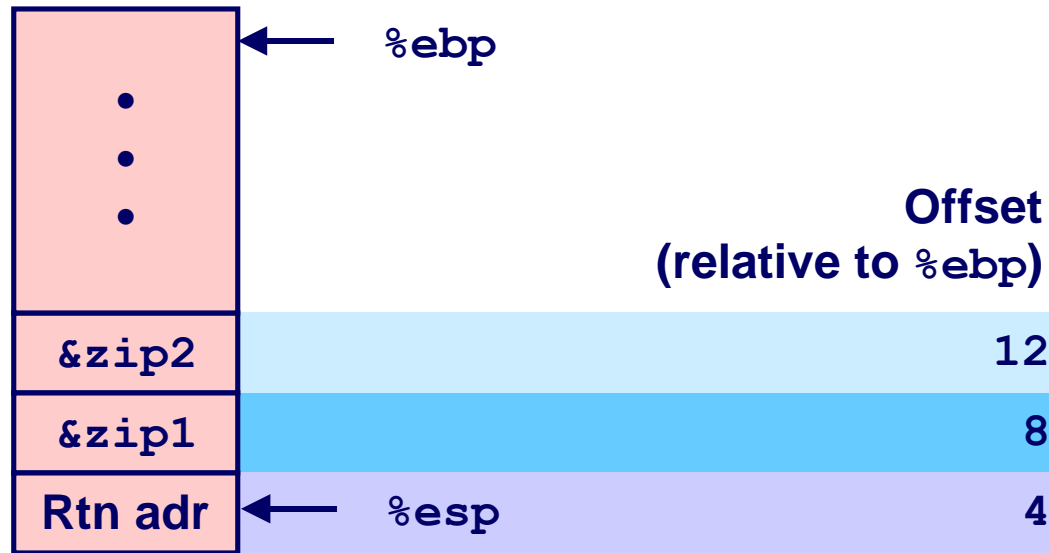 %ebp
Offset
(relative to %ebp)
&zip2 12
&zip1 8
Rtn adr %esp 4